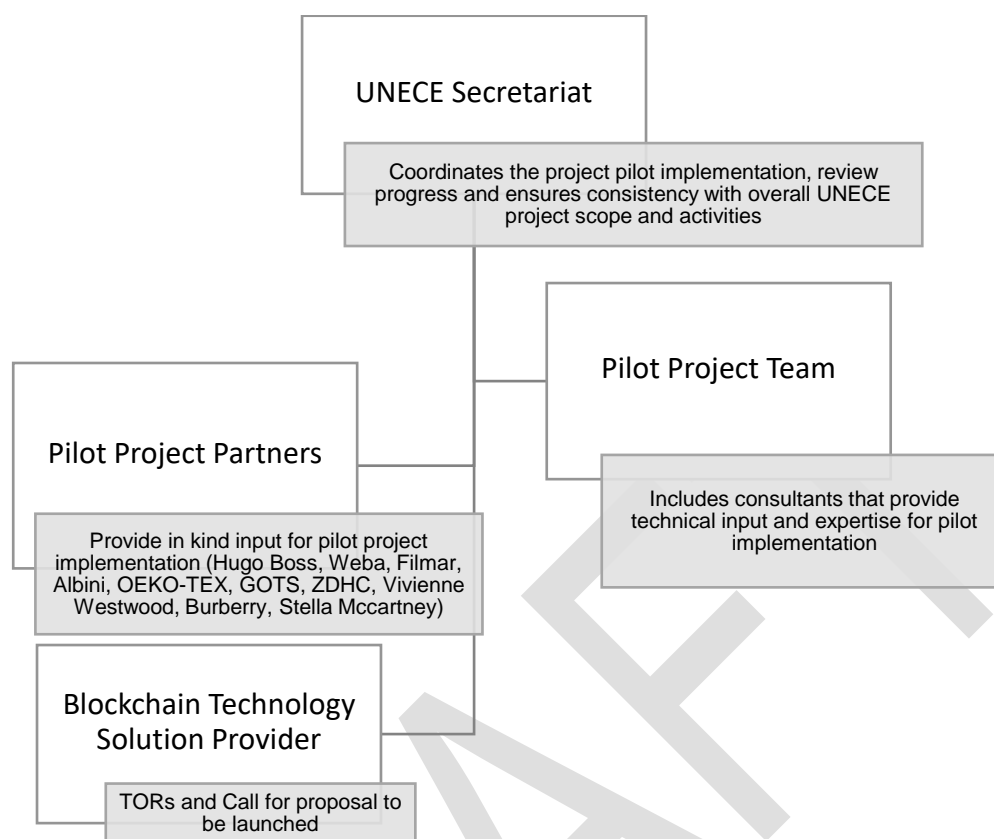 UNECE Secretariat
Coordinates the project pilot implementation, review
progress and ensures consistency with overall UNECE
project scope and activities
Pilot Project Team
Includes consultants that provide
technical input and expertise for pilot
implementation
Pilot Project Partners
Provide in kind input for pilot project
implementation (Hugo Boss, Weba, Filmar,
Albini, OEKO-TEX, GOTS, ZDHC, Vivienne
Westwood, Burberry, Stella Mccartney)
Blockchain Technology
Solution Provider
TORs and Call for proposal to
be launched